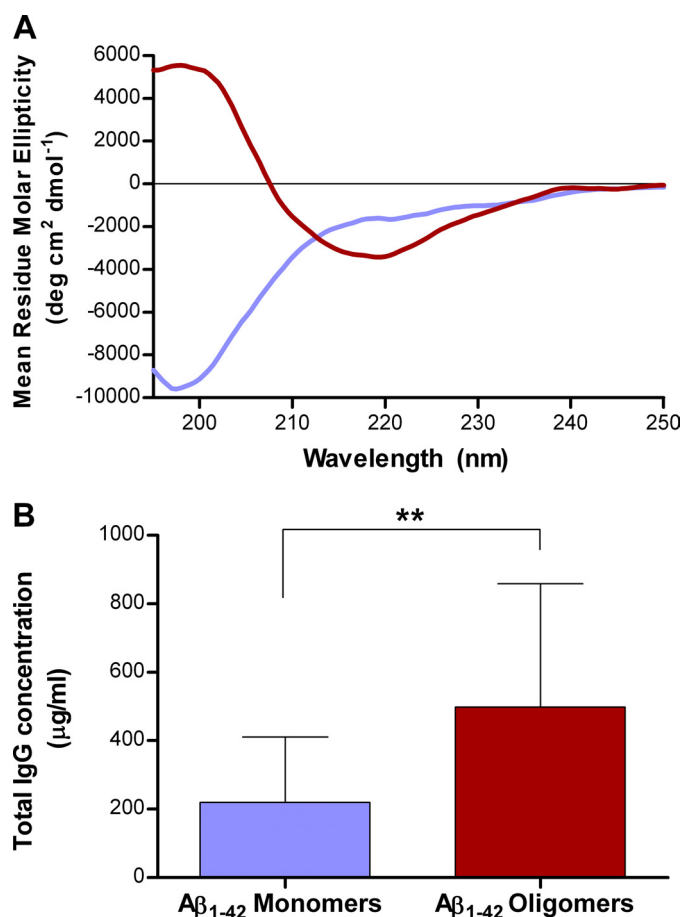 A
Mean Residue Molar Ellipticity
(deg cm² dmol⁻¹)
6000
4000
2000
0
-2000
-4000
-6000
-8000
-10000
200
210
220
230
240
250
Wavelength (nm)
B
**
Total IgG concentration
(μg/ml)
1000
800
600
400
200
0
Aβ₁₋₄₂ Monomers
Aβ₁₋₄₂ Oligomers